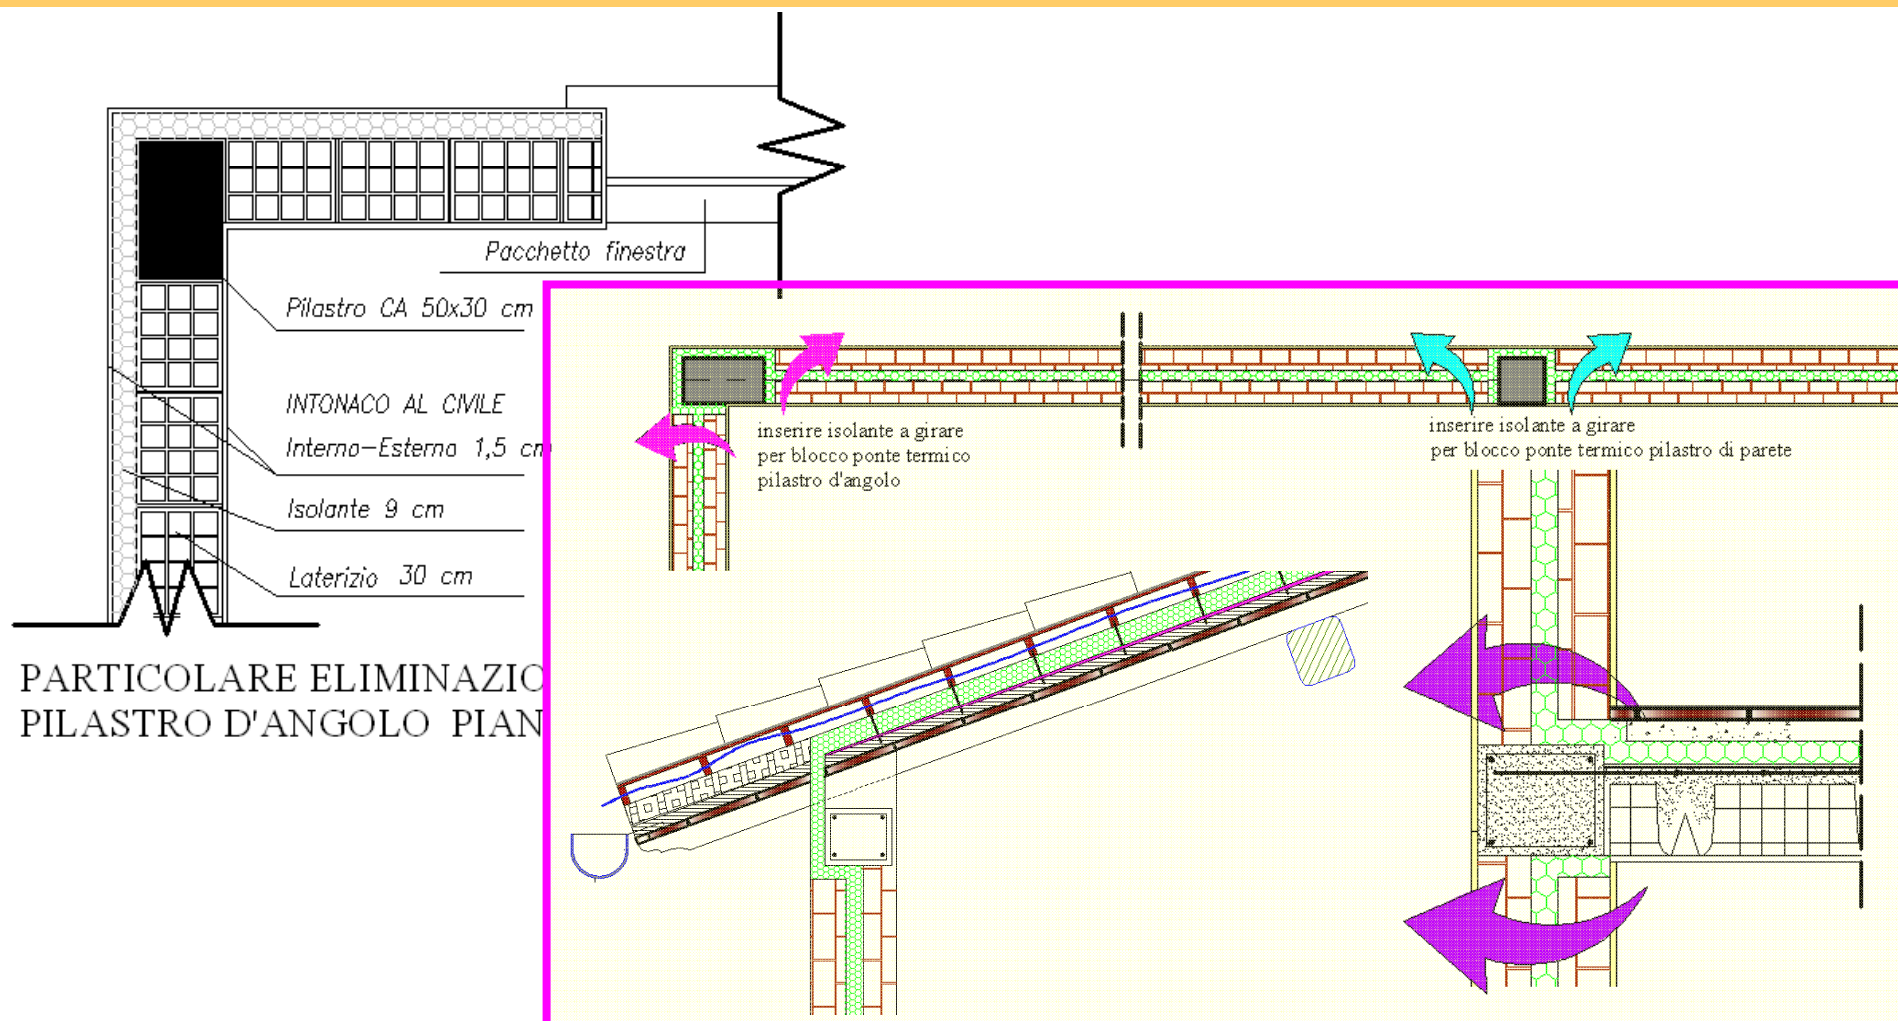 Pacchetto finestra
Pilastro CA 50x30 cm
INTONACO AL CIVILE
Interno-Esterno 1,5 cm
Isolante 9 cm
Laterizio 30 cm
PARTICOLARE ELIMINAZIO
PILASTRO D'ANGOLO PIAN
inserire isolante a girare
per blocco ponte termico
pilastro d'angolo
inserire isolante a girare
per blocco ponte termico pilastro di parete